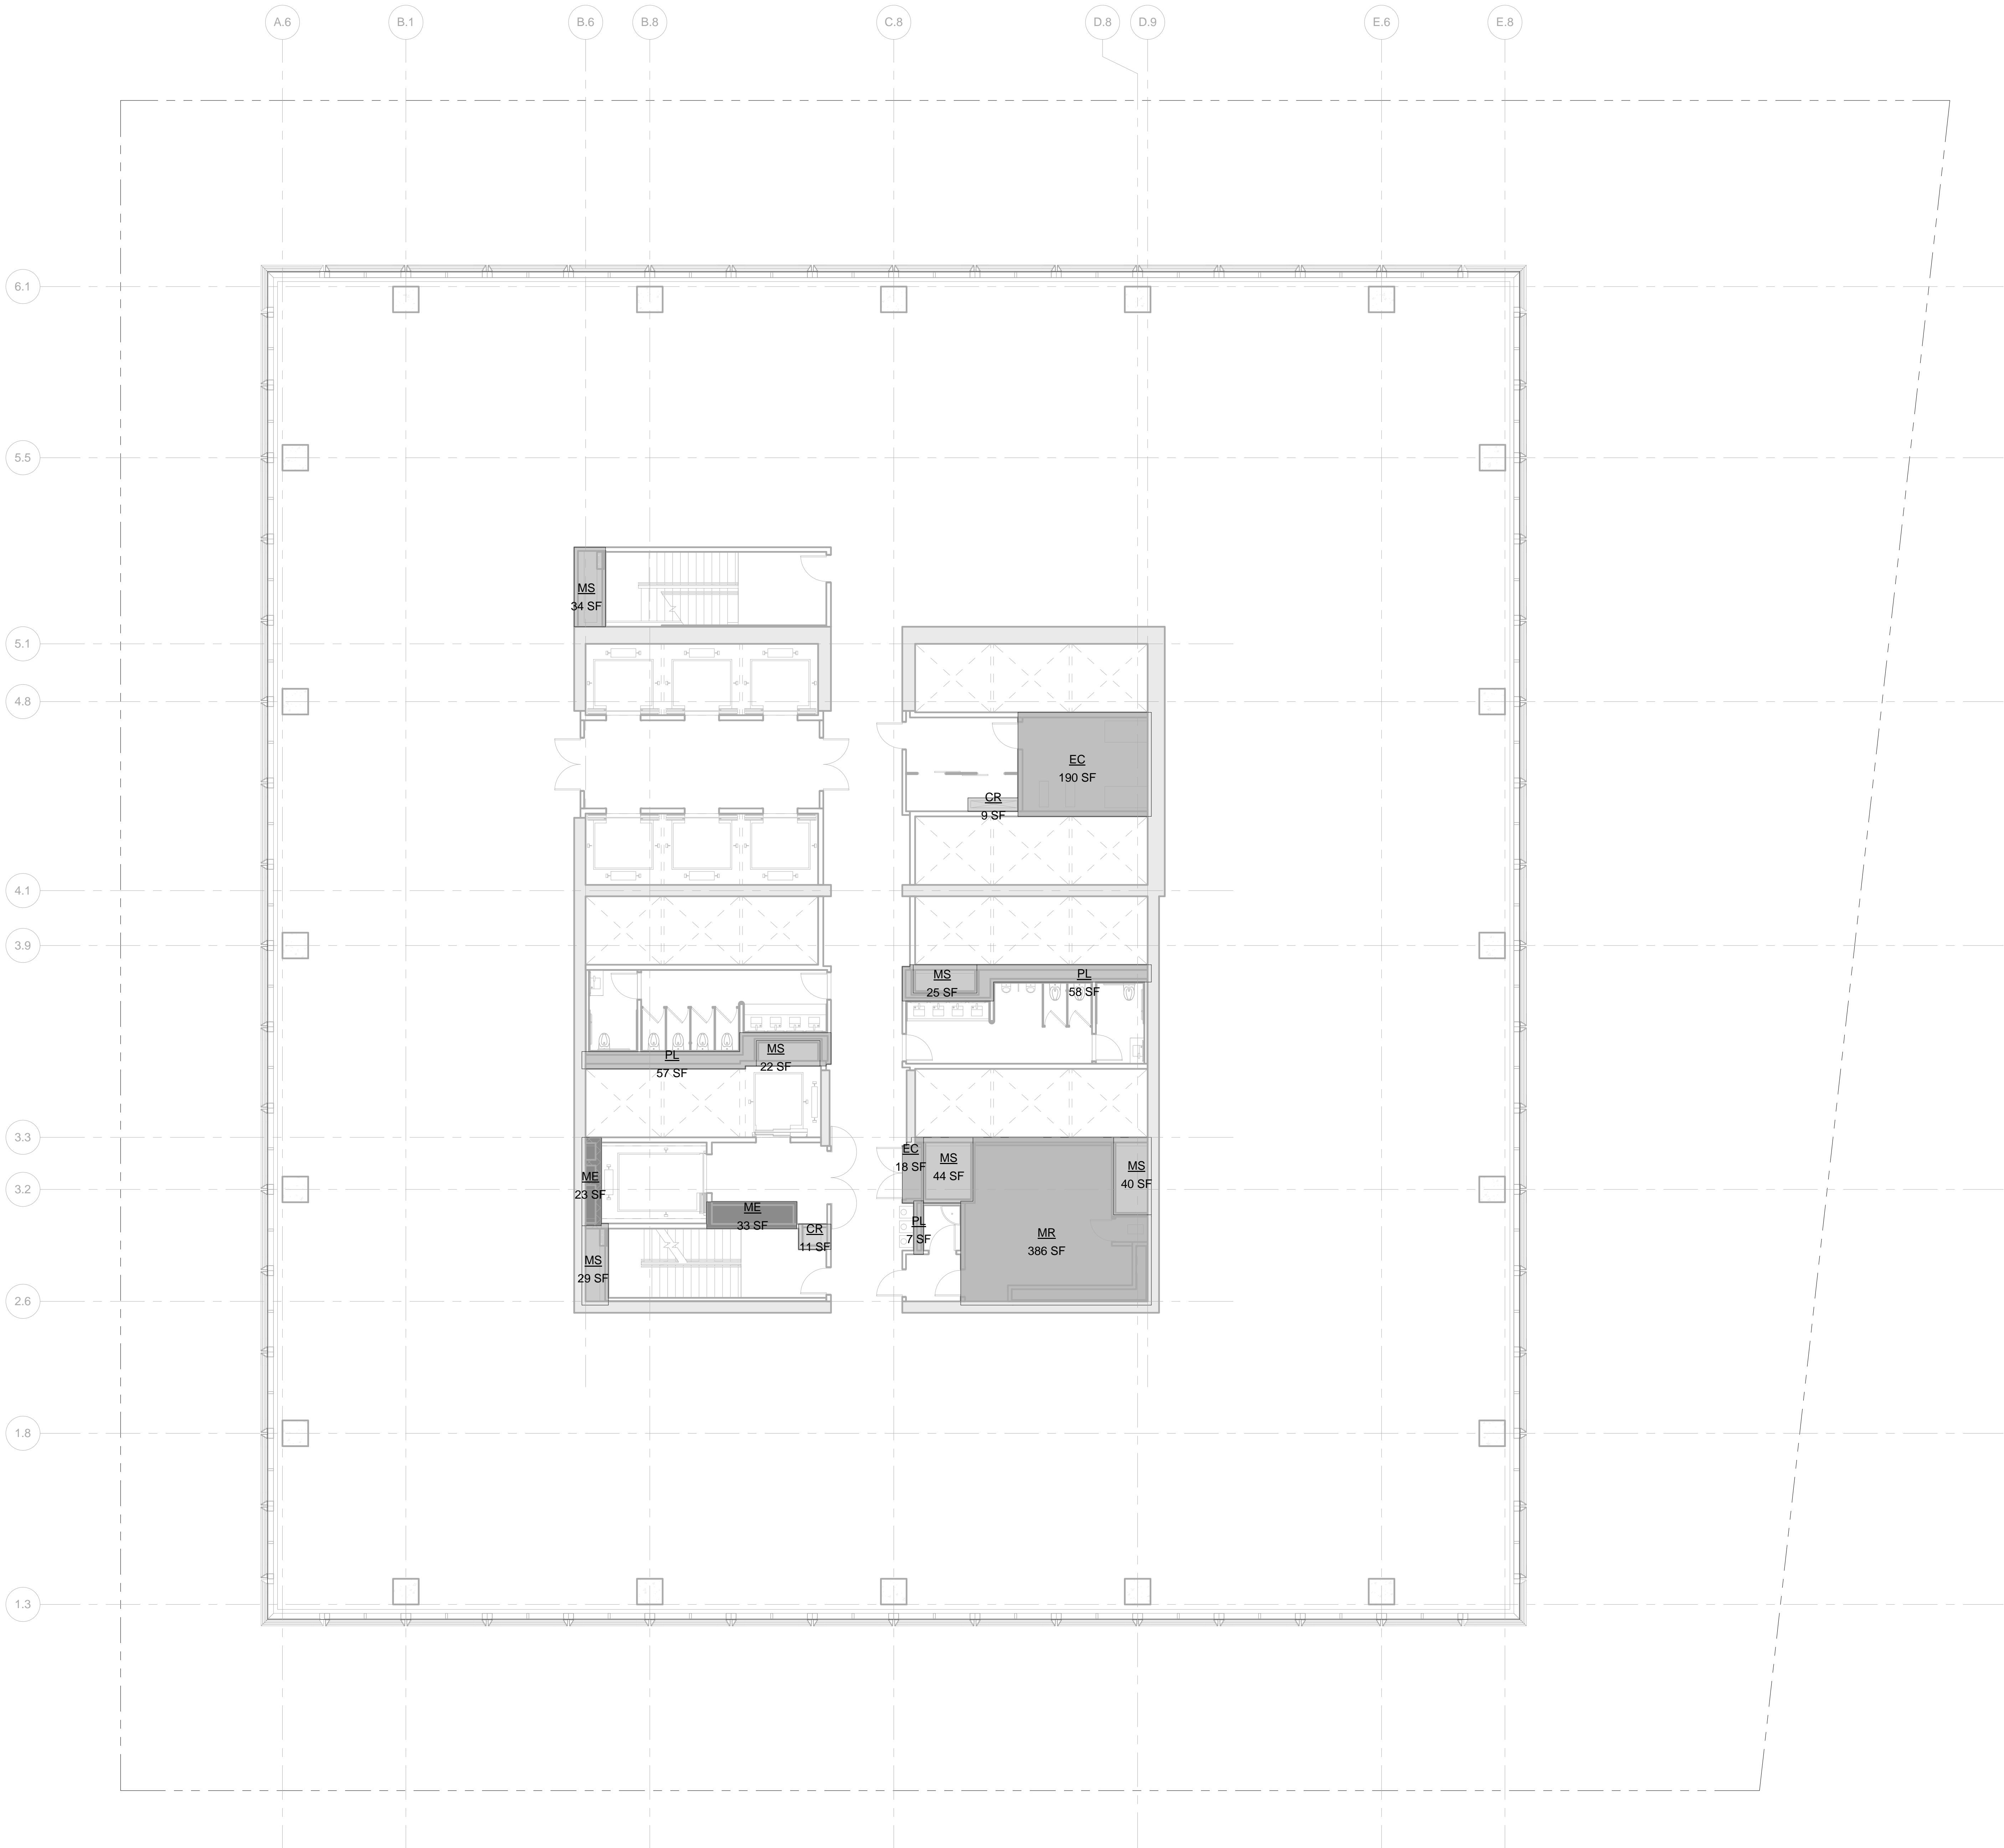 A.6
B.1
B.6
B.8
C.8
D.8
D.9
E.6
E.8
6.1
5.5
MS
34 SF
5.1
4.8
EC
190 SF
CR
9 SF
4.1
3.9
MS
25 SF
PL
58 SF
MS
22 SF
PL
57 SF
3.3
EC
18 SF
MS
44 SF
MS
40 SF
ME
23 SF
3.2
ME
33 SF
CR
11 SF
PL
7 SF
MR
386 SF
MS
29 SF
2.6
1.8
1.3